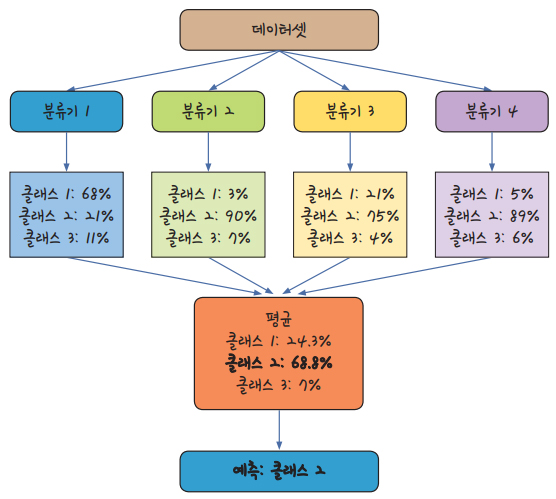 데이터셋
분류기 1
분류기 2
분류기 3
분류기 4
클래스 1: 68%
클래스 2: 21%
클래스 3: 11%
클래스 1: 3%
클래스 2: 90%
클래스 3: 7%
클래스 1: 21%
클래스 2: 75%
클래스 3: 4%
클래스 1: 5%
클래스 2: 89%
클래스 3: 6%
평균
클래스 1: 24.3%
클래스 2: 68.8%
클래스 3: 7%
예측: 클래스 2